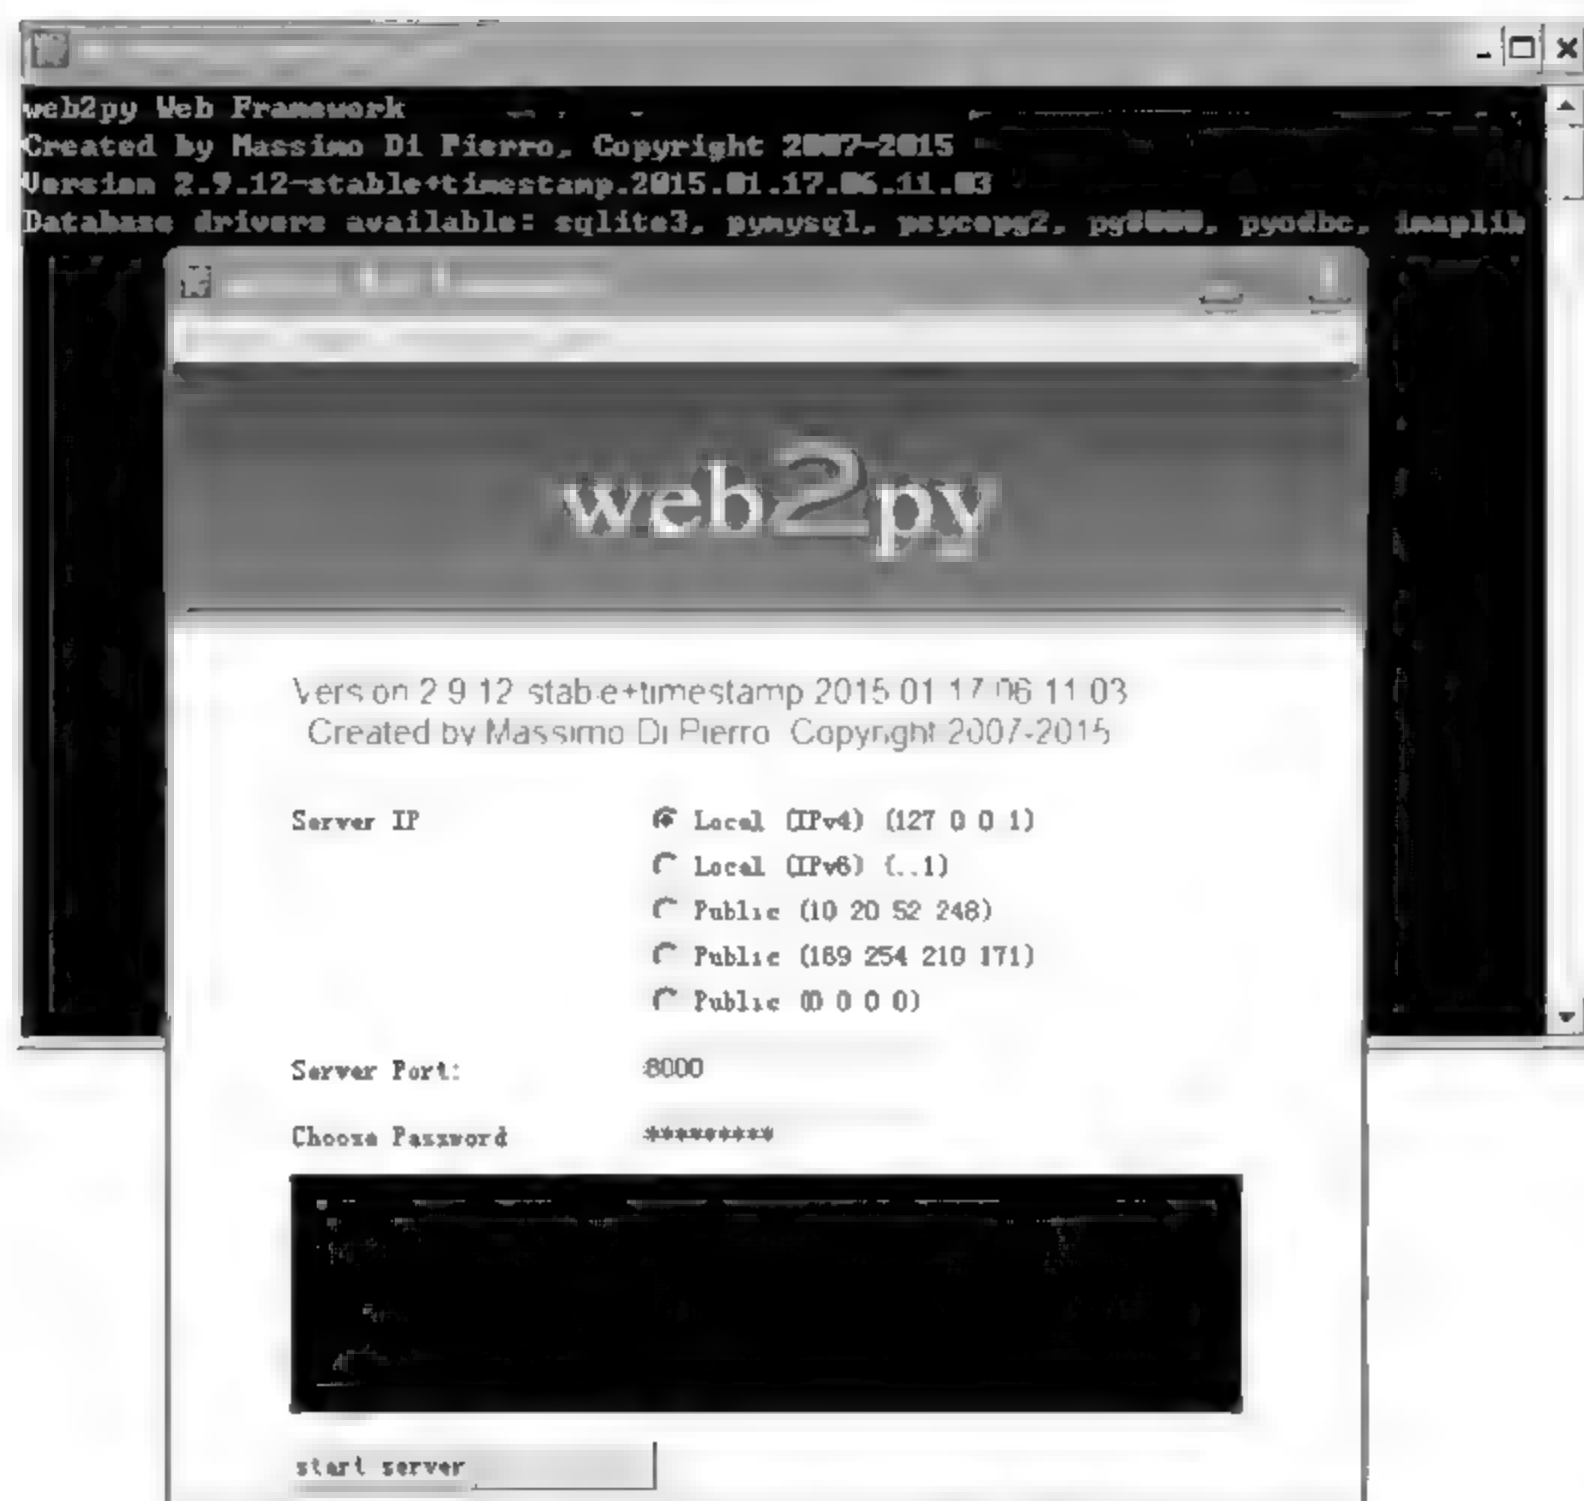 web2py Web Framework
Created by Massimo Di Pierro, Copyright 2007-2015
Version 2.9.12-stable+timestamp.2015.01.17.06.11.03
Database drivers available: sqlite3, pymysql, psycopg2, pg8000, pyodbc, imaplib
web2py
Version 2 9 12 stable+timestamp 2015 01 17 06 11 03
Created by Massimo Di Pierro Copyright 2007-2015
Server IP
Local (IPv4) (127 0 0 1)
Local (IPv6) (..1)
Public (10 20 52 248)
Public (169 254 210 171)
Public (0 0 0 0)
Server Port: 8000
Choose Password *********
start server